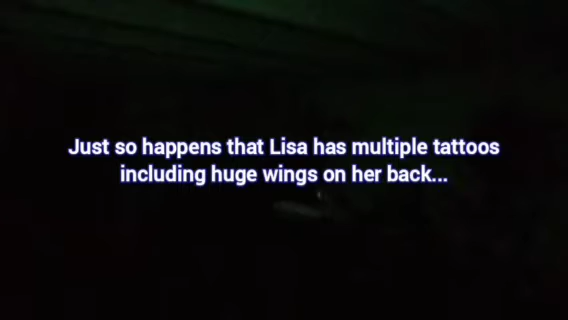 Just so happens that Lisa has multiple tattoos
including huge wings on her back...